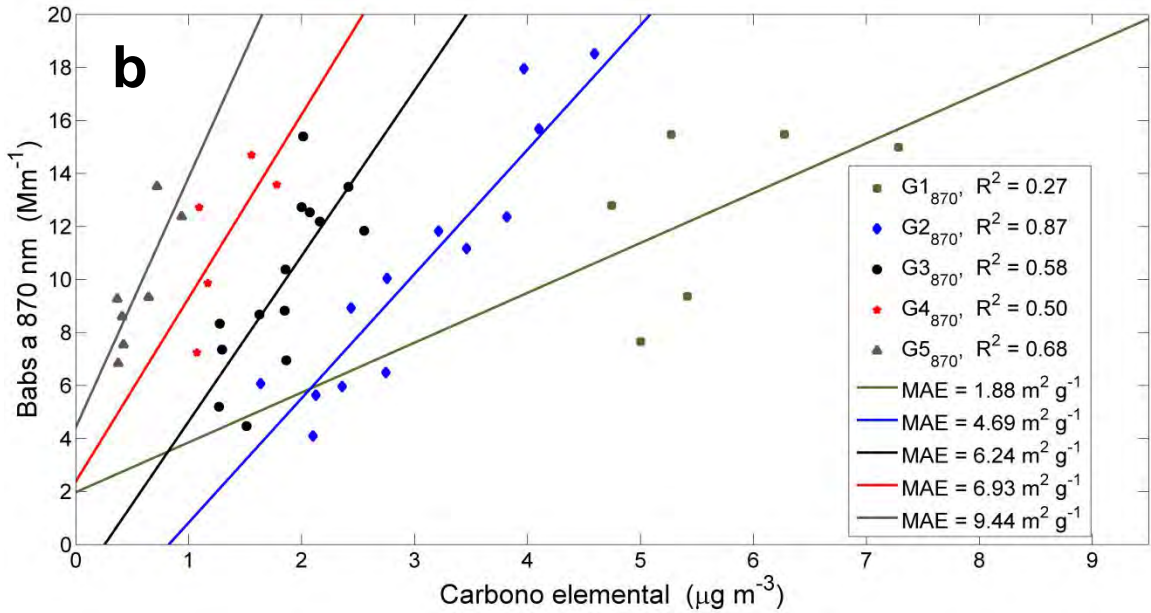 b
20
18
16
14
12
10
8
6
4
2
0
Babs a 870 nm (Mm⁻¹)
G1₈₇₀, R² = 0.27
G2₈₇₀, R² = 0.87
G3₈₇₀, R² = 0.58
G4₈₇₀, R² = 0.50
G5₈₇₀, R² = 0.68
MAE = 1.88 m² g⁻¹
MAE = 4.69 m² g⁻¹
MAE = 6.24 m² g⁻¹
MAE = 6.93 m² g⁻¹
MAE = 9.44 m² g⁻¹
0 1 2 3 4 5 6 7 8 9
Carbono elemental (μg m⁻³)